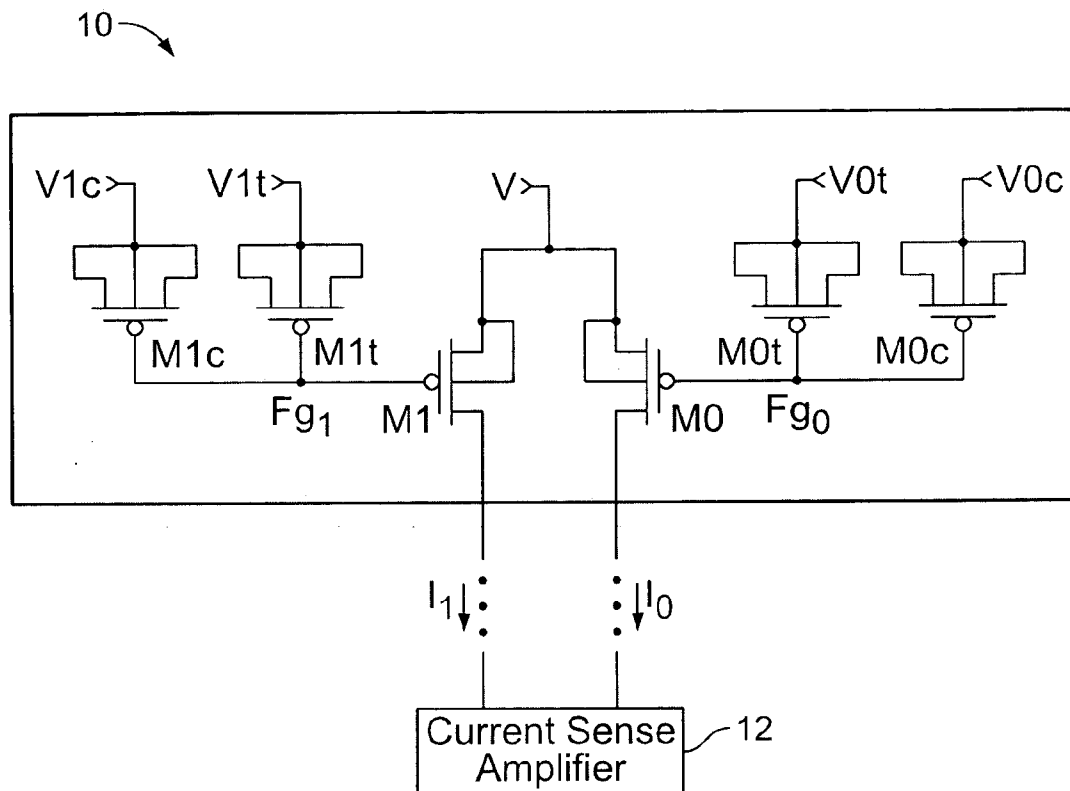 10
V1c V1t V V0t V0c
M1c M1t M0t M0c
Fg1 M1 M0 Fg0
I1 I0
Current Sense
Amplifier
12